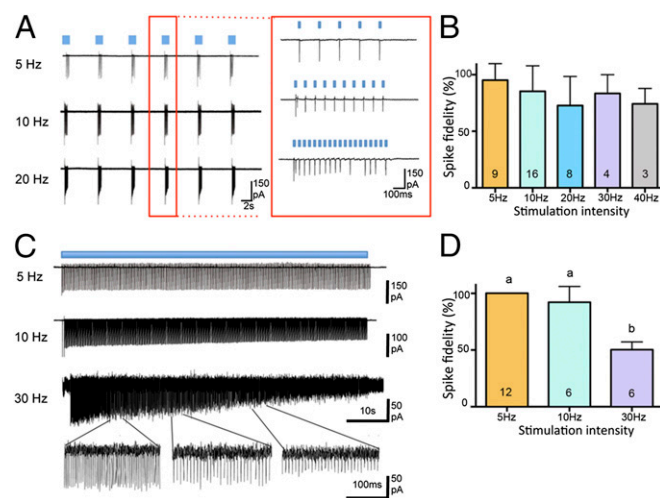 A
5 Hz
10 Hz
20 Hz
150
pA
2s
150
pA
100ms
B
Spike fidelity (%)
100
50
9
16
8
4
3
5Hz
10Hz
20Hz
30Hz
40Hz
Stimulation intensity
C
5 Hz
150
pA
10 Hz
100
pA
30 Hz
50
pA
10s
50
pA
100ms
D
Spike fidelity (%)
100
50
0
a
a
b
12
6
6
5Hz
10Hz
30Hz
Stimulation intensity